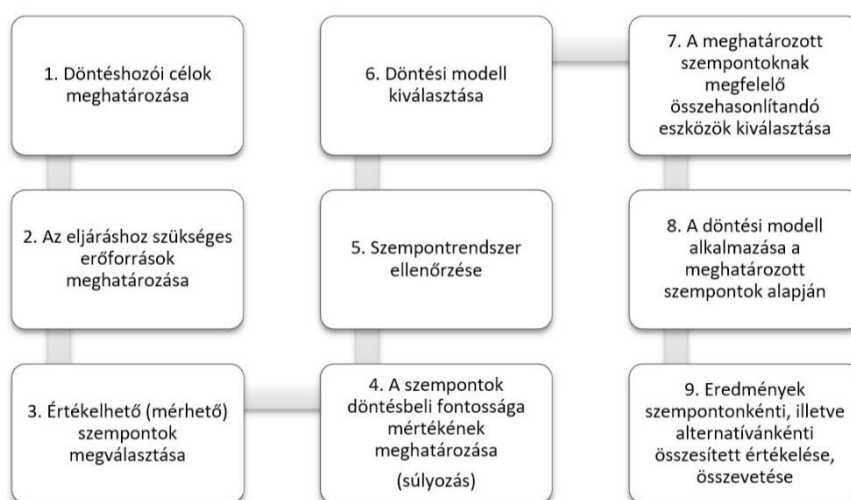 1. Döntéshozói célok
meghatározása
2. Az eljáráshoz szükséges
erőforrások
meghatározása
3. Értékelhető (mérhető)
szempontok
megválasztása
4. A szempontok
döntésbeli fontossága
mértékének
meghatározása
(súlyozás)
5. Szempontrendszer
ellenőrzése
6. Döntési modell
kiválasztása
7. A meghatározott
szempontoknak
megfelelő
összehasonlítandó
eszközök kiválasztása
8. A döntési modell
alkalmazása a
meghatározott
szempontok alapján
9. Eredmények
szempontonkénti, illetve
alternatívánkénti
összesített értékelése,
összevetése